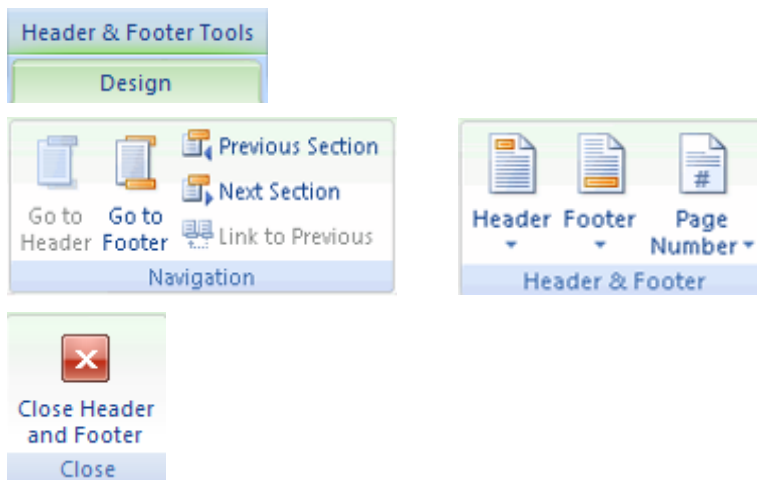 Header & Footer Tools
Design
Go to
Header
Go to
Footer
Previous Section
Next Section
Link to Previous
Navigation
Header
Footer
#
Page
Number
Header & Footer
Close Header
and Footer
Close